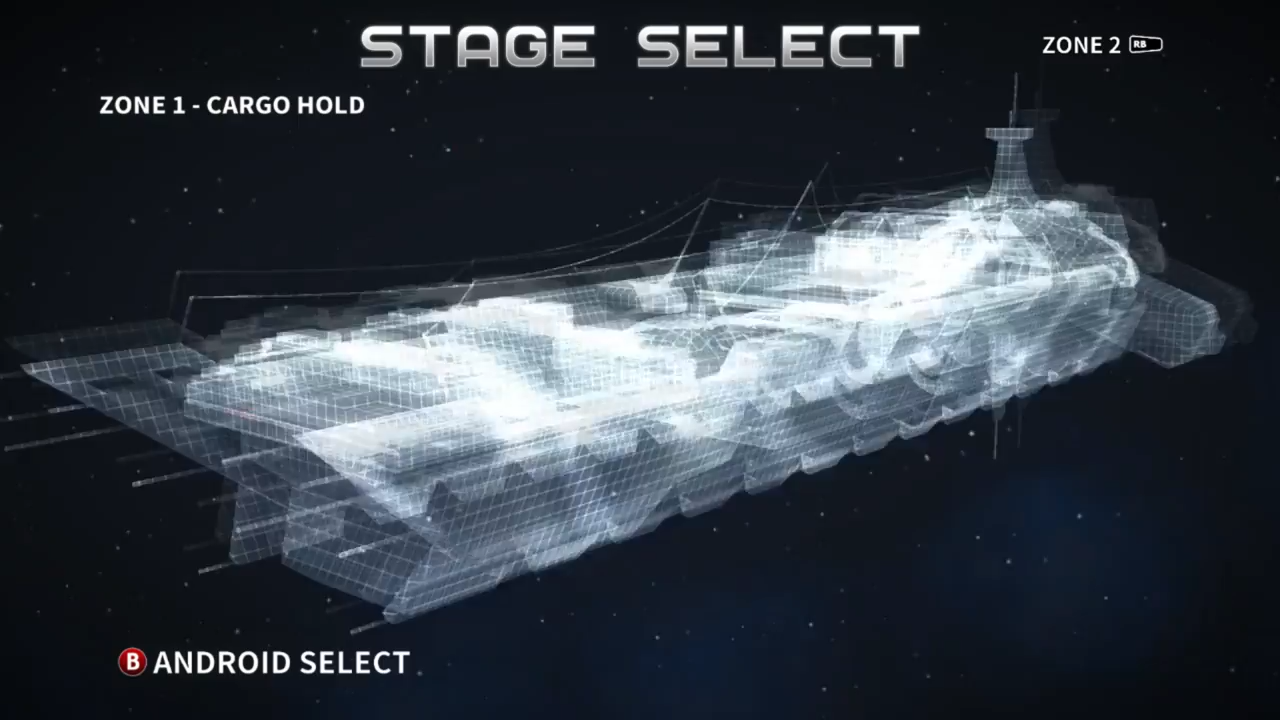 STAGE SELECT
ZONE 2 RB
ZONE 1 - CARGO HOLD
B ANDROID SELECT